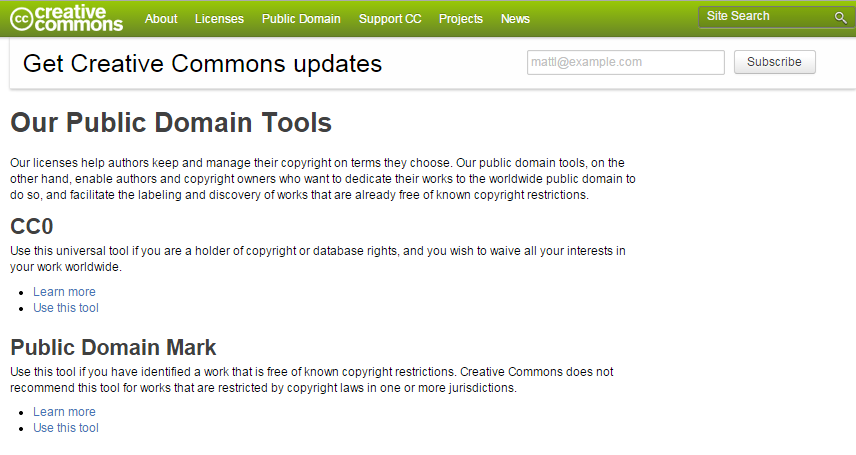 cc creative commons About Licenses Public Domain Support CC Projects News Site Search
Get Creative Commons updates mattl@example.com Subscribe
Our Public Domain Tools
Our licenses help authors keep and manage their copyright on terms they choose. Our public domain tools, on the
other hand, enable authors and copyright owners who want to dedicate their works to the worldwide public domain to
do so, and facilitate the labeling and discovery of works that are already free of known copyright restrictions.
CC0
Use this universal tool if you are a holder of copyright or database rights, and you wish to waive all your interests in
your work worldwide.
Learn more
Use this tool
Public Domain Mark
Use this tool if you have identified a work that is free of known copyright restrictions. Creative Commons does not
recommend this tool for works that are restricted by copyright laws in one or more jurisdictions.
Learn more
Use this tool